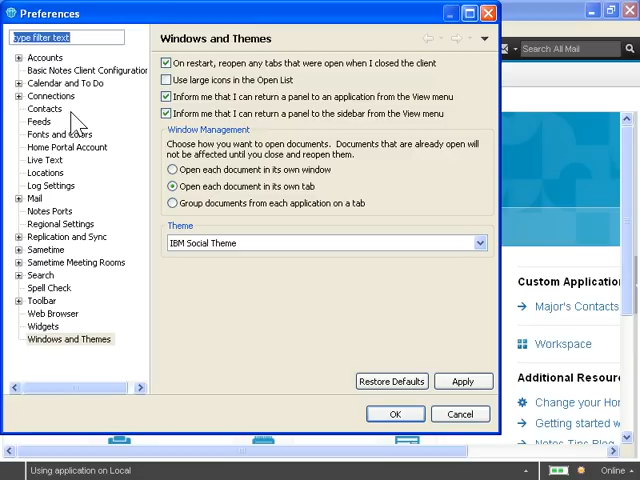 Preferences
type filter text
Accounts
Basic Notes Client Configuration
Calendar and To Do
Connections
Contacts
Feeds
Home Portal Account
Live Text
Locations
Log Settings
Mail
Notes Ports
Regional Settings
Replication and Sync
Sametime
Sametime Meeting Rooms
Search
Spell Check
Toolbar
Web Browser
Widgets
Windows and Themes
Windows and Themes
On restart, reopen any tabs that were open when I closed the client
Use large icons in the Open List
Inform me that I can return a panel to an application from the View menu
Inform me that I can return a panel to the sidebar from the View menu
Window Management
Choose how you want to open documents. Documents that are already open will
not be affected until you close and reopen them.
Open each document in its own window
Open each document in its own tab
Group documents from each application on a tab
Theme
IBM Social Theme
Restore Defaults
Apply
OK
Cancel
Search All Mail
Custom Applicatio
Major's Contacts
Workspace
Additional Resour
Change your Ho
Getting started w
Notes Tips Blog
Using application on Local
Online